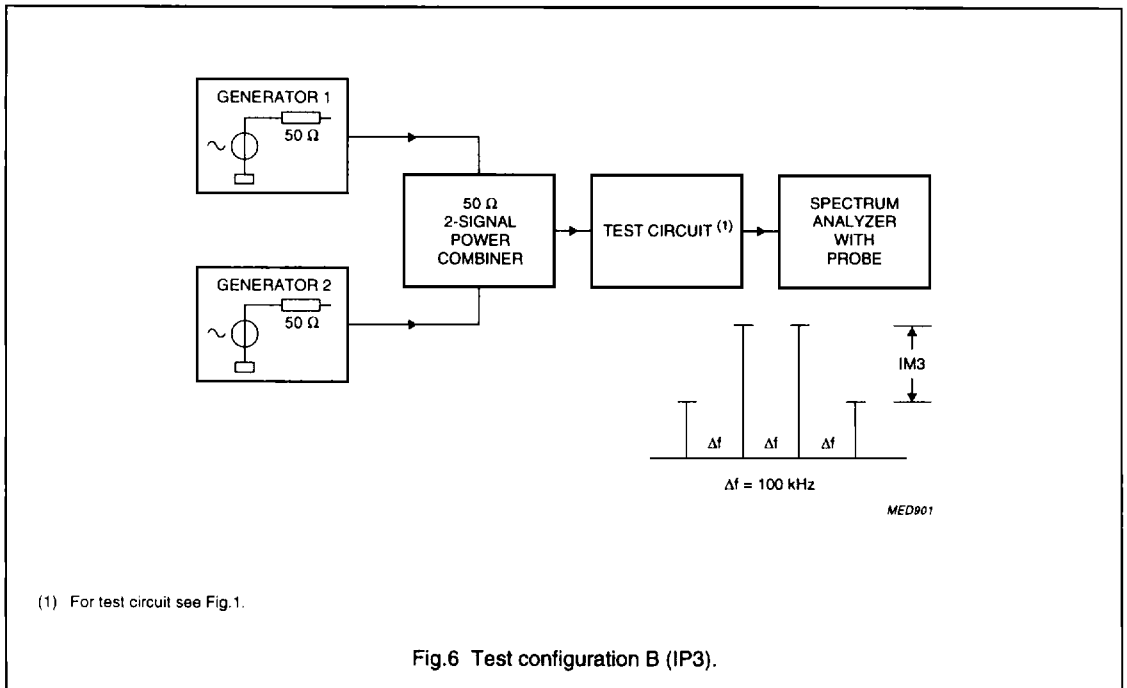 GENERATOR 1
50 Ω
GENERATOR 2
50 Ω
50 Ω
2-SIGNAL
POWER
COMBINER
TEST CIRCUIT (1)
SPECTRUM
ANALYZER
WITH
PROBE
IM3
Δf Δf Δf
Δf = 100 kHz
MED901
(1) For test circuit see Fig.1.
Fig.6 Test configuration B (IP3).